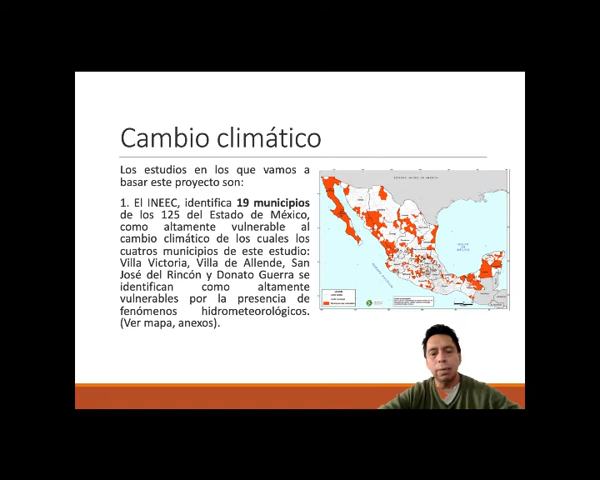 Cambio climático
Los estudios en los que vamos a
basar este proyecto son:
1. El INEEC, identifica 19 municipios
de los 125 del Estado de México,
como altamente vulnerable al
cambio climático de los cuales los
cuatro municipios de este estudio:
Villa Victoria, Villa de Allende, San
José del Rincón y Donato Guerra se
identifican como altamente
vulnerables por la presencia de
fenómenos hidrometeorológicos.
(Ver mapa, anexos).